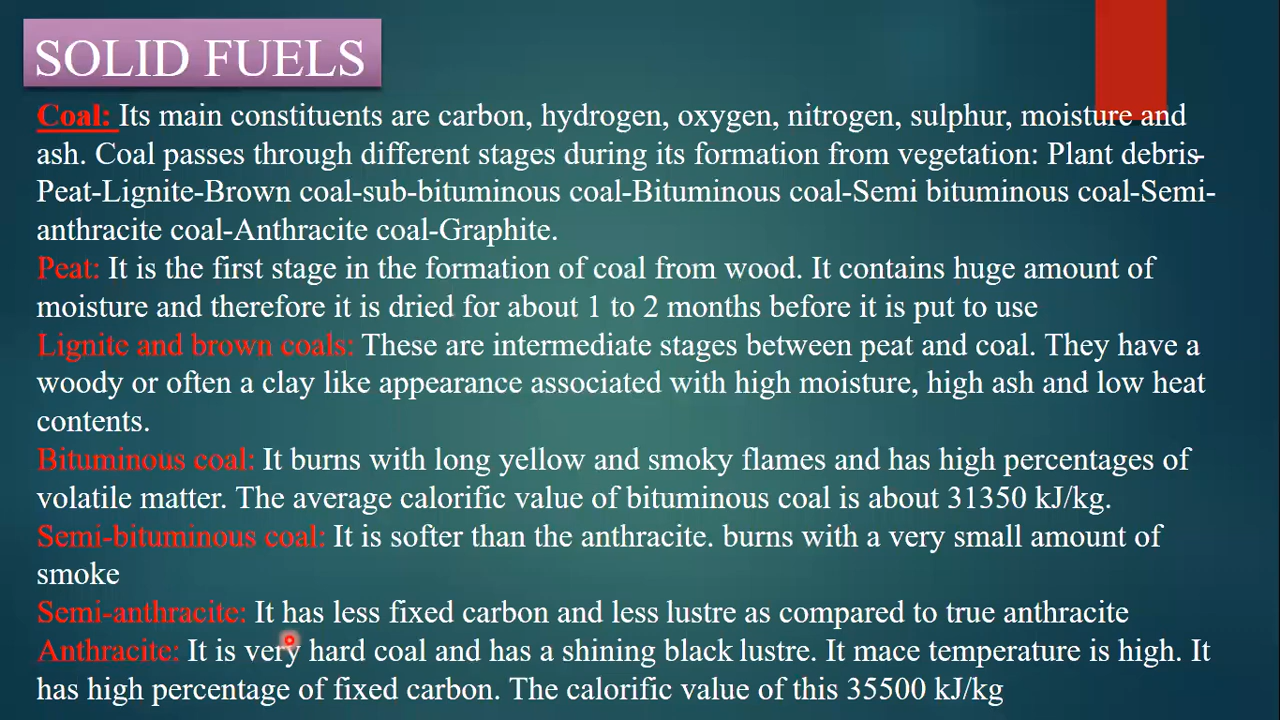 SOLID FUELS
Coal: Its main constituents are carbon, hydrogen, oxygen, nitrogen, sulphur, moisture and
ash. Coal passes through different stages during its formation from vegetation: Plant debris-
Peat-Lignite-Brown coal-sub-bituminous coal-Bituminous coal-Semi bituminous coal-Semi-
anthracite coal-Anthracite coal-Graphite.
Peat: It is the first stage in the formation of coal from wood. It contains huge amount of
moisture and therefore it is dried for about 1 to 2 months before it is put to use
Lignite and brown coals: These are intermediate stages between peat and coal. They have a
woody or often a clay like appearance associated with high moisture, high ash and low heat
contents.
Bituminous coal: It burns with long yellow and smoky flames and has high percentages of
volatile matter. The average calorific value of bituminous coal is about 31350 kJ/kg.
Semi-bituminous coal: It is softer than the anthracite. burns with a very small amount of
smoke
Semi-anthracite: It has less fixed carbon and less lustre as compared to true anthracite
Anthracite: It is very hard coal and has a shining black lustre. It mace temperature is high. It
has high percentage of fixed carbon. The calorific value of this 35500 kJ/kg